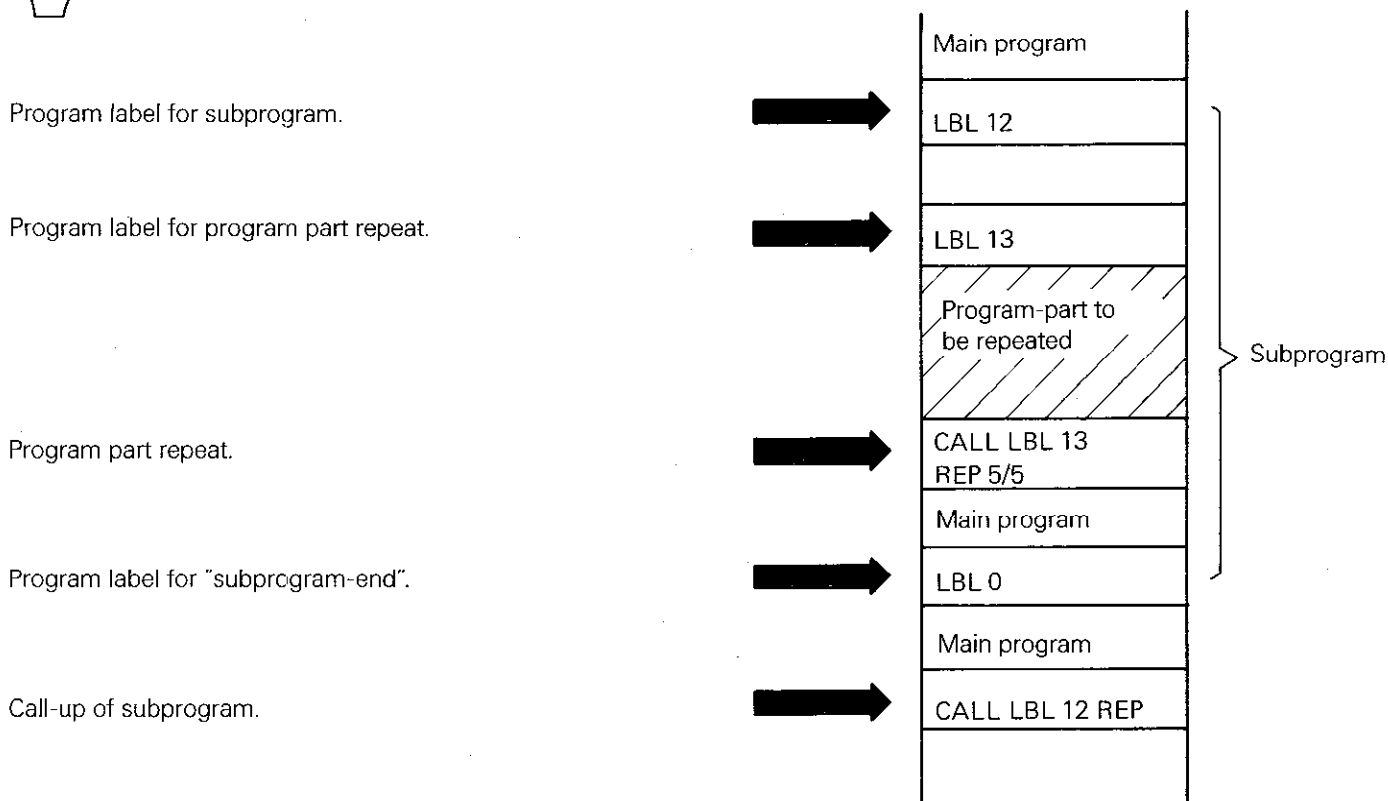 Main program
Program label for subprogram.
LBL 12
Program label for program part repeat.
LBL 13
Program-part to
be repeated
Subprogram
Program part repeat.
CALL LBL 13
REP 5/5
Main program
Program label for "subprogram-end".
LBL 0
Main program
Call-up of subprogram.
CALL LBL 12 REP